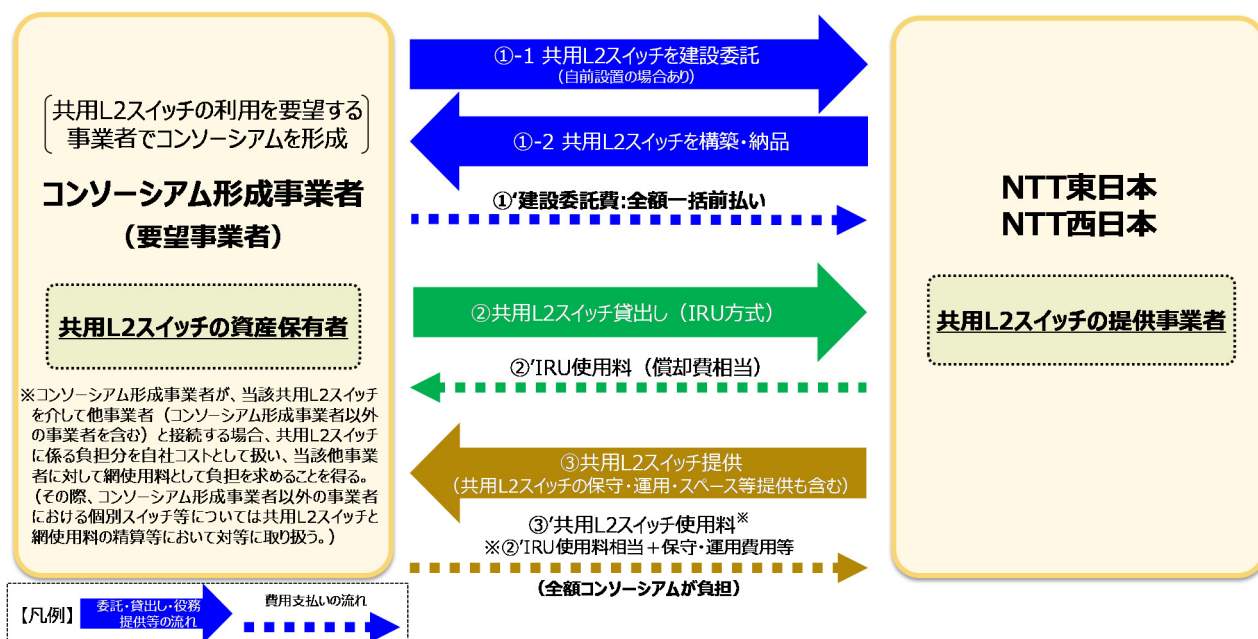 共用L2スイッチの利用を要望する
事業者でコンソーシアムを形成
コンソーシアム形成事業者
（要望事業者）
共用L2スイッチの資産保有者
※コンソーシアム形成事業者が、当該共用L2スイッチ
を介して他事業者（コンソーシアム形成事業者以外
の事業者を含む）と接続する場合、共用L2スイッチ
に係る負担分を自社コストとして扱い、当該他事業
者に対して網使用料として負担を求めることを得る。
（その際、コンソーシアム形成事業者以外の事業者
における個別スイッチ等については共用L2スイッチと
網使用料の精算等において対等に取り扱う。）
①-1 共用L2スイッチを建設委託
（自前設置の場合あり）
①-2 共用L2スイッチを構築・納品
①'建設委託費:全額一括前払い
②共用L2スイッチ貸出し（IRU方式）
②'IRU使用料（償却費相当）
③共用L2スイッチ提供
（共用L2スイッチの保守・運用・スペース等提供も含む）
③'共用L2スイッチ使用料※
※②'IRU使用料相当＋保守・運用費用等
（全額コンソーシアムが負担）
NTT東日本
NTT西日本
共用L2スイッチの提供事業者
【凡例】
委託・貸出し・役務
提供等の流れ
費用支払いの流れ